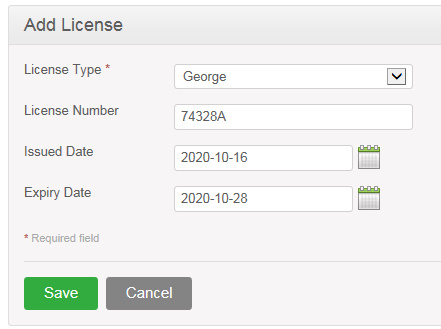 Add License
License Type * George
License Number 74328A
Issued Date 2020-10-16
Expiry Date 2020-10-28
* Required field
Save Cancel